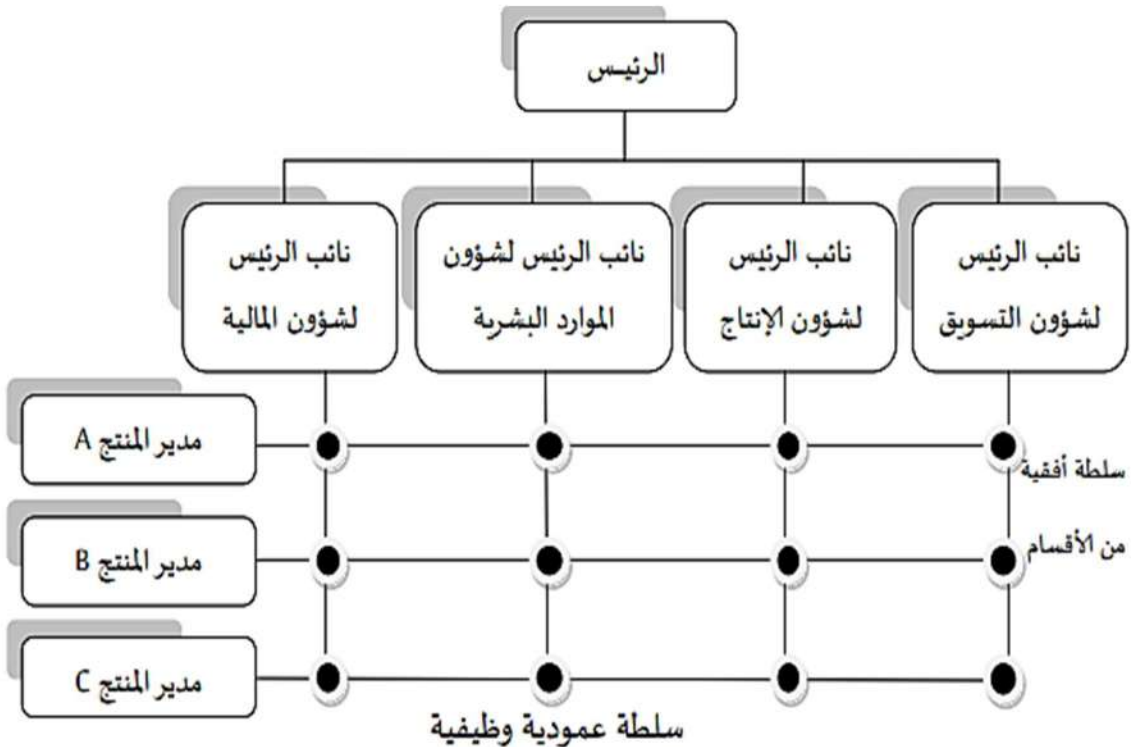 الرئيس
نائب الرئيس
لشؤون التسويق
نائب الرئيس
لشؤون الإنتاج
نائب الرئيس لشؤون
الموارد البشرية
نائب الرئيس
لشؤون المالية
مدير المنتج A
سلطة أفقية
مدير المنتج B
من الأقسام
مدير المنتج C
سلطة عمودية وظيفية